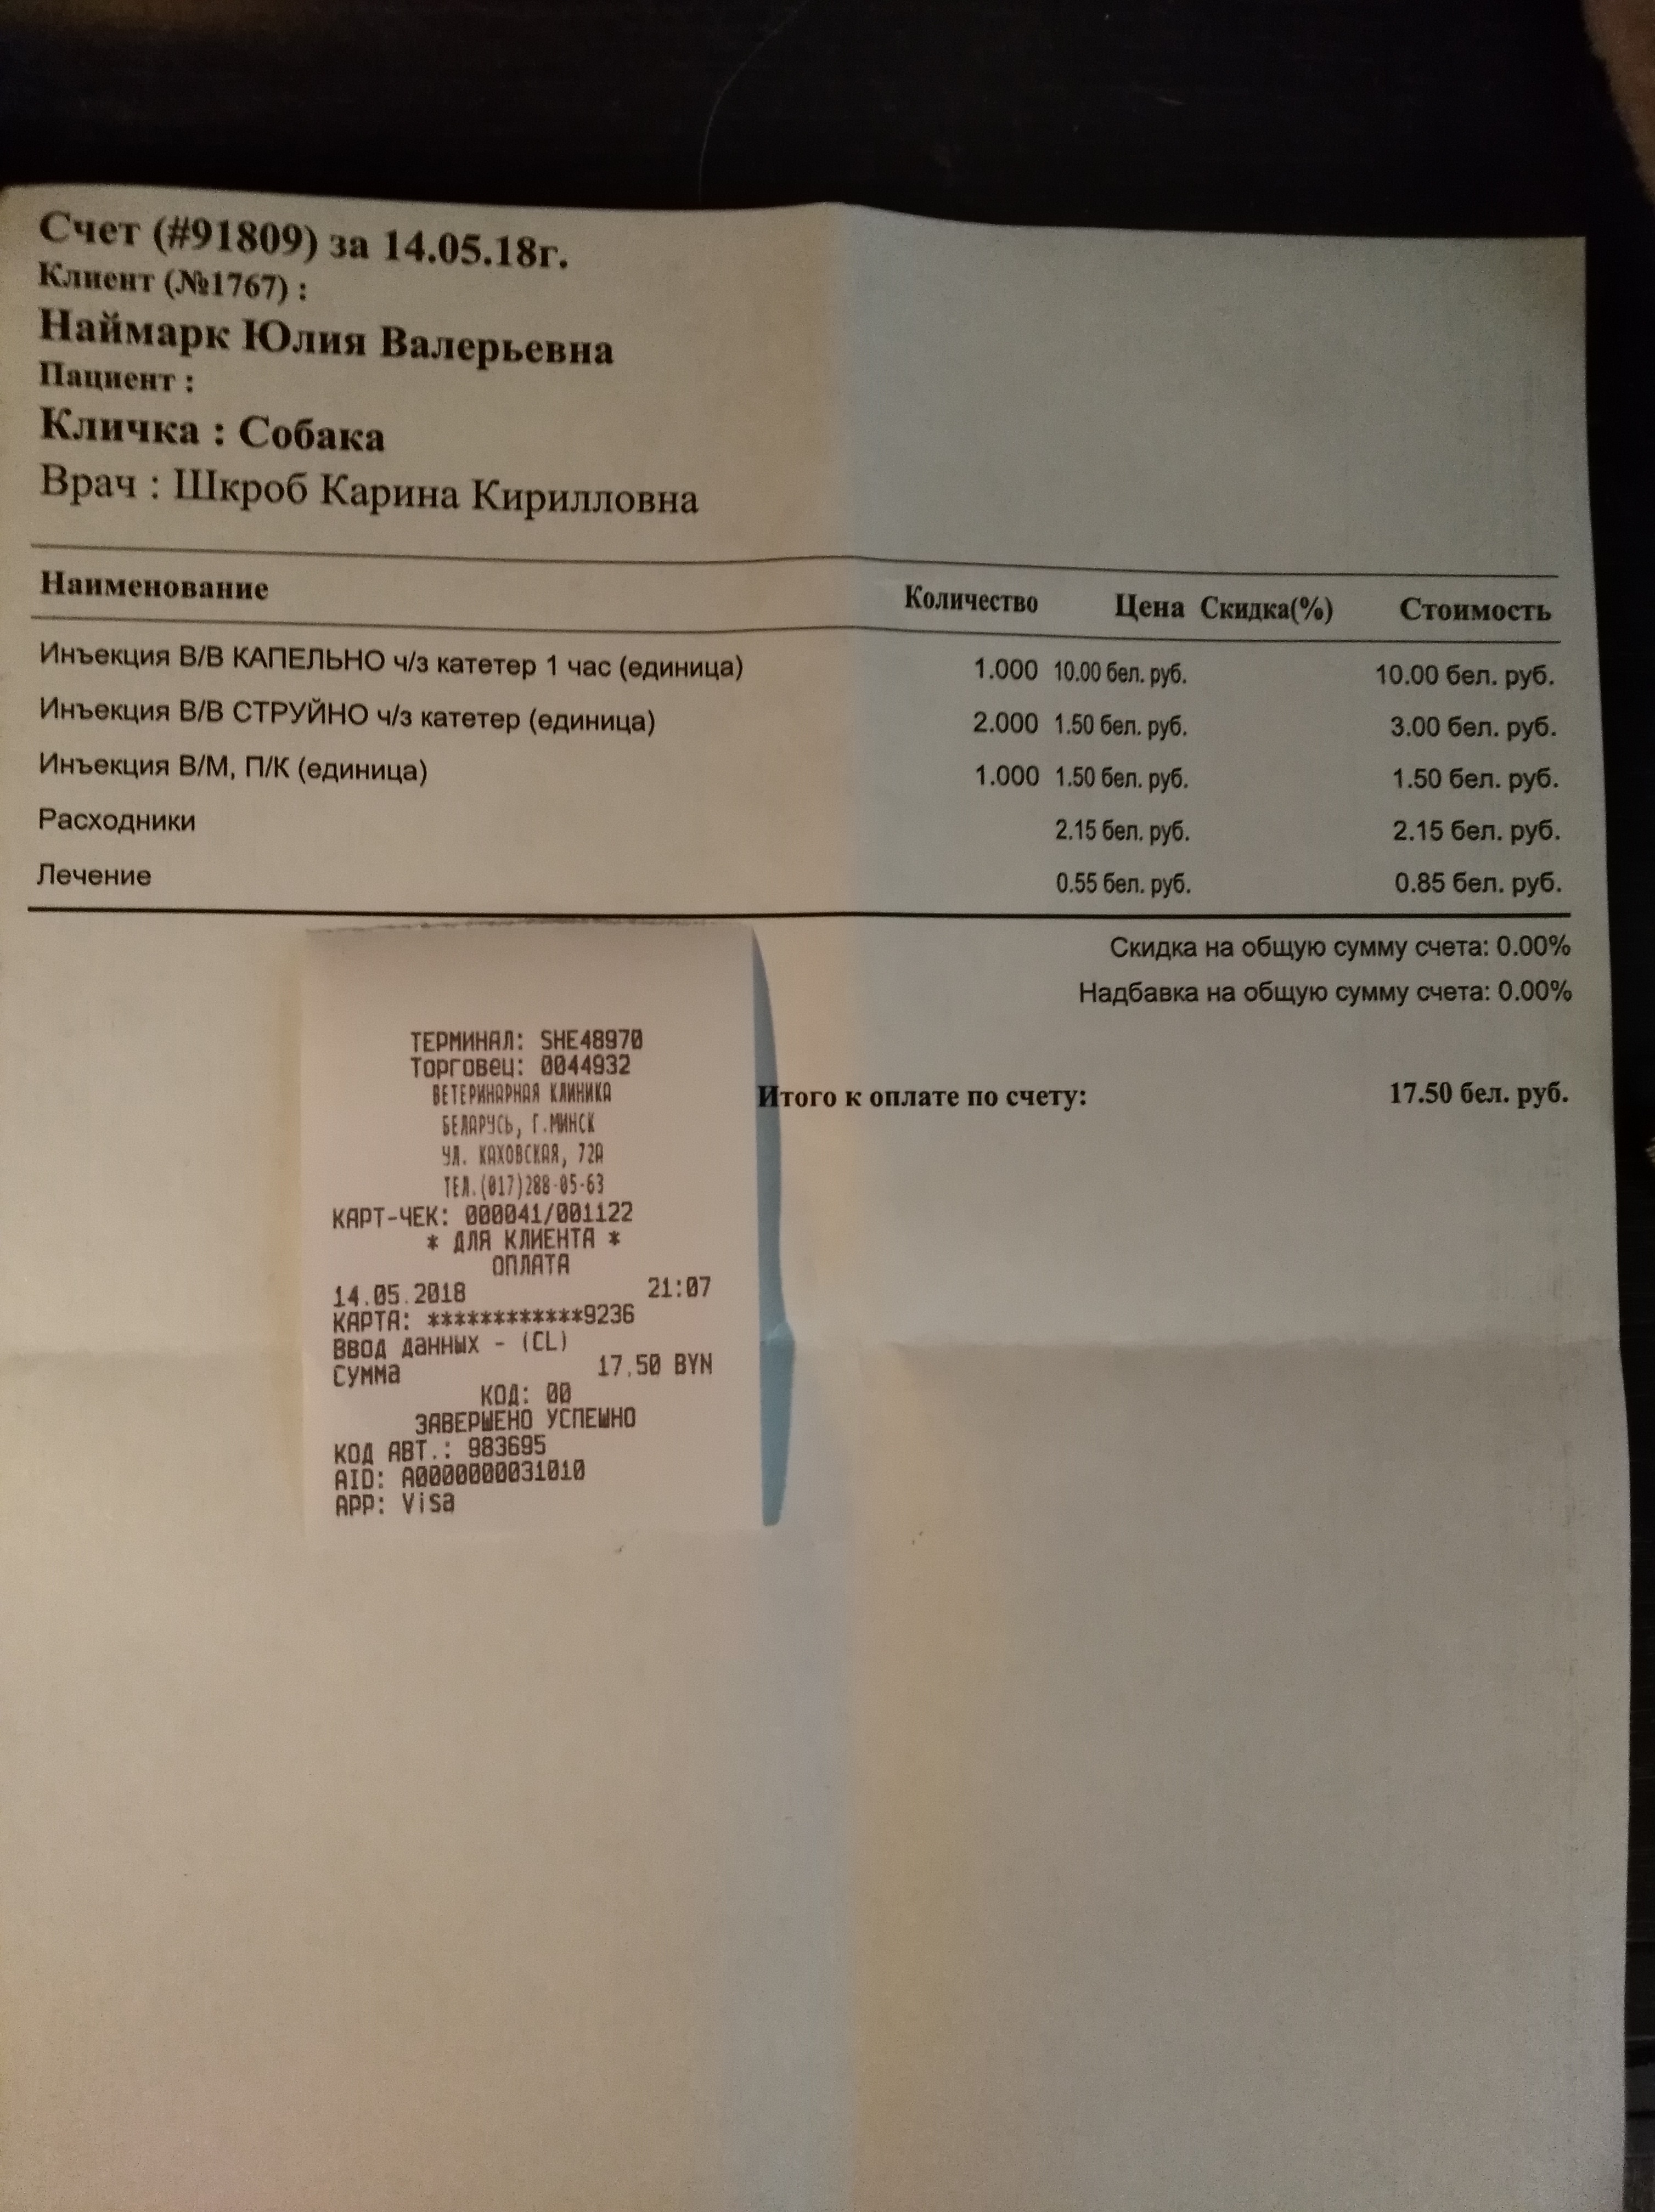 Счет (#91809) за 14.05.18г.
Клиент (№1767) :
Наймарк Юлия Валерьевна
Пациент :
Кличка : Собака
Врач : Шкроб Карина Кирилловна
Наименование Количество Цена Скидка(%) Стоимость
Инъекция В/В КАПЕЛЬНО ч/з катетер 1 час (единица) 1.000 10.00 бел. руб. 10.00 бел. руб.
Инъекция В/В СТРУЙНО ч/з катетер (единица) 2.000 1.50 бел. руб. 3.00 бел. руб.
Инъекция В/М, П/К (единица) 1.000 1.50 бел. руб. 1.50 бел. руб.
Расходники 2.15 бел. руб. 2.15 бел. руб.
Лечение 0.55 бел. руб. 0.85 бел. руб.
Скидка на общую сумму счета: 0.00%
Надбавка на общую сумму счета: 0.00%
Итого к оплате по счету: 17.50 бел. руб.
ТЕРМИНАЛ: SHE48970
Торговец: 0044932
ВЕТЕРИНАРНАЯ КЛИНИКА
БЕЛАРУСЬ, Г.МИНСК
УЛ. КАХОВСКАЯ, 72А
ТЕЛ.(017)288-05-63
КАРТ-ЧЕК: 000041/001122
* ДЛЯ КЛИЕНТА *
ОПЛАТА
14.05.2018 21:07
КАРТА: ************9236
Ввод данных - (CL)
Сумма 17.50 BYN
КОД: 00
ЗАВЕРШЕНО УСПЕШНО
КОД АВТ.: 983695
AID: A0000000031010
APP: Visa